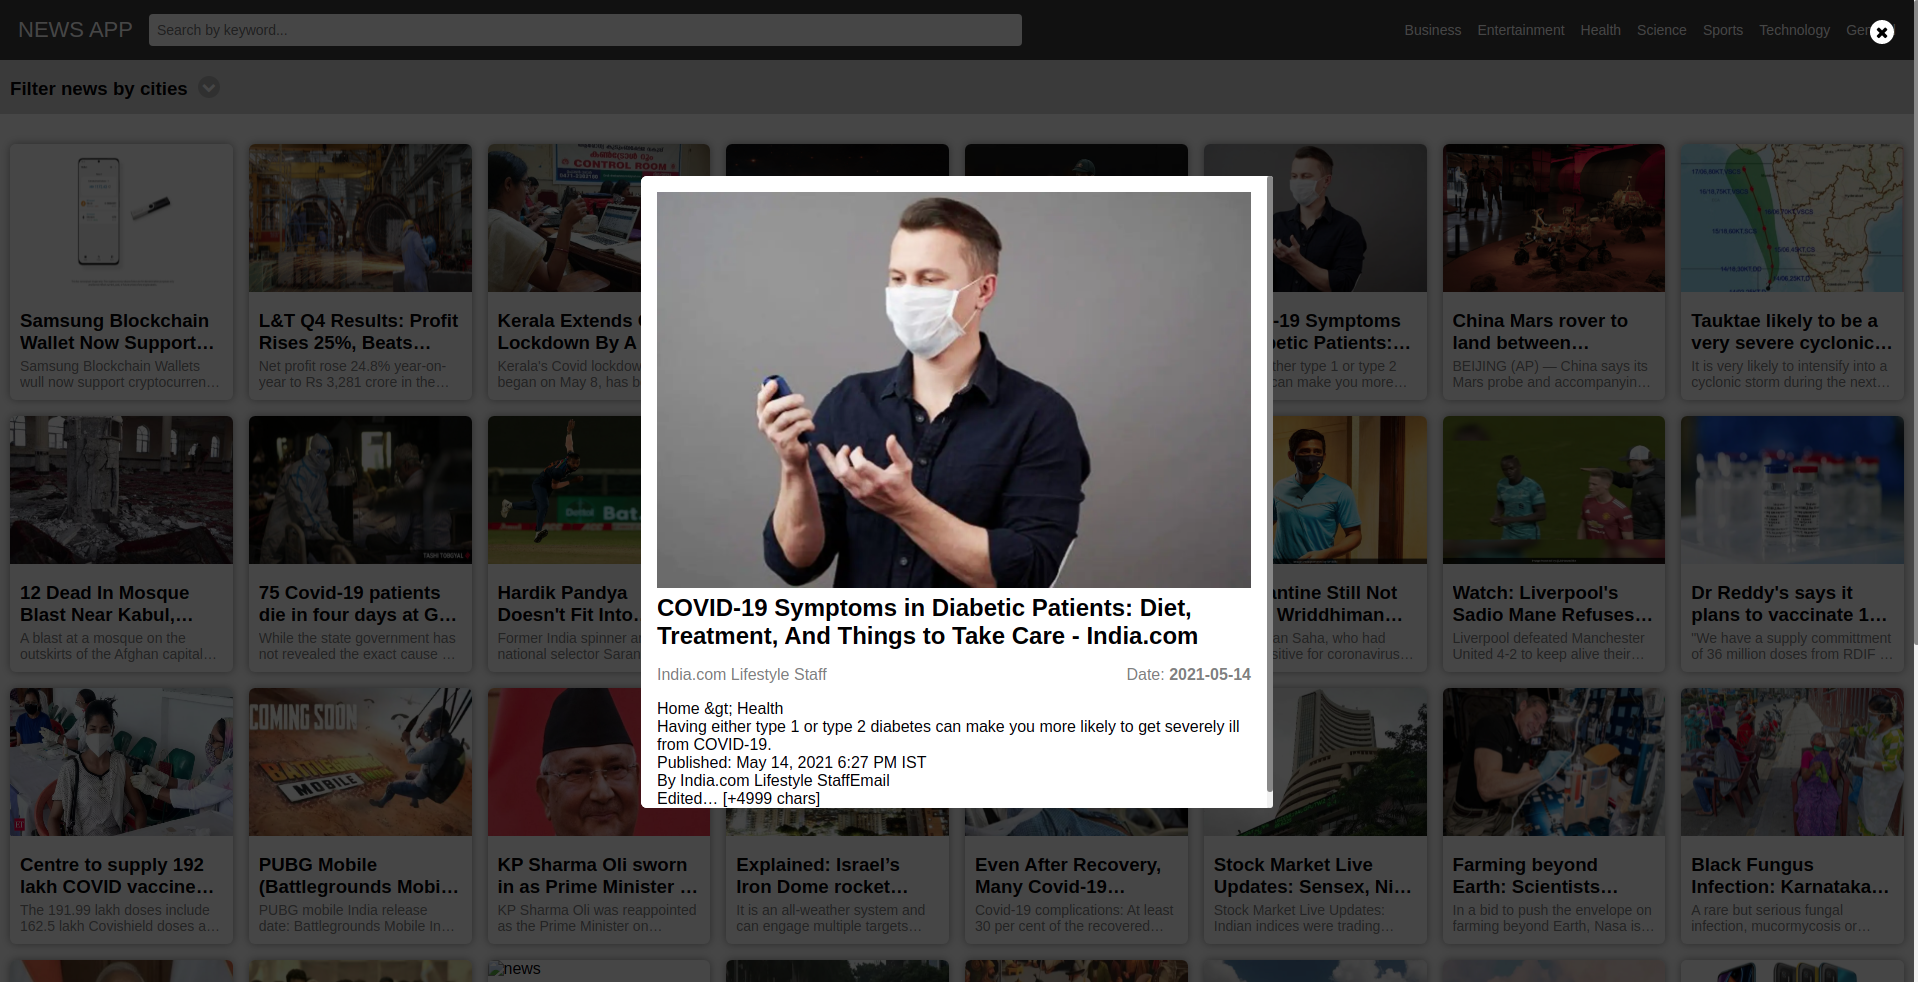 NEWS APP
Search by keyword...
Business Entertainment Health Science Sports Technology
Filter news by cities
CONTROL ROOM
Samsung Blockchain
Wallet Now Support…
Samsung Blockchain Wallets
wull now support cryptocurren…
L&T Q4 Results: Profit
Rises 25%, Beats…
Net profit rose 24.8% year-on-
year to Rs 3,281 crore in the…
Kerala Extends
Lockdown By A
Kerala's Covid lockdow
began on May 8, has b
-19 Symptoms
betic Patients:…
ther type 1 or type 2
can make you more…
China Mars rover to
land between…
BEIJING (AP) — China says its
Mars probe and accompanyin…
Tauktae likely to be a
very severe cyclonic…
It is very likely to intensify into a
cyclonic storm during the next…
COVID-19 Symptoms in Diabetic Patients: Diet,
Treatment, And Things to Take Care - India.com
India.com Lifestyle Staff Date: 2021-05-14
Home &gt; Health
Having either type 1 or type 2 diabetes can make you more likely to get severely ill
from COVID-19.
Published: May 14, 2021 6:27 PM IST
By India.com Lifestyle StaffEmail
Edited… [+4999 chars]
TASHI TOBGYAL
Dettol Bat.
12 Dead In Mosque
Blast Near Kabul,…
A blast at a mosque on the
outskirts of the Afghan capital…
75 Covid-19 patients
die in four days at G…
While the state government has
not revealed the exact cause …
Hardik Pandya
Doesn't Fit Into
Former India spinner a
national selector Saran
antine Still Not
Wriddhiman…
an Saha, who had
sitive for coronavirus…
Watch: Liverpool's
Sadio Mane Refuses…
Liverpool defeated Manchester
United 4-2 to keep alive their…
Dr Reddy's says it
plans to vaccinate 1…
"We have a supply committment
of 36 million doses from RDIF …
ET
COMING SOON
BATTLEGROUNDS
MOBILE
Centre to supply 192
lakh COVID vaccine…
The 191.99 lakh doses include
162.5 lakh Covishield doses a…
PUBG Mobile
(Battlegrounds Mobi…
PUBG mobile India release
date: Battlegrounds Mobile In…
KP Sharma Oli sworn
in as Prime Minister …
KP Sharma Oli was reappointed
as the Prime Minister on…
Explained: Israel's
Iron Dome rocket…
It is an all-weather system and
can engage multiple targets…
Even After Recovery,
Many Covid-19…
Covid-19 complications: At least
30 per cent of the recovered…
Stock Market Live
Updates: Sensex, Ni…
Stock Market Live Updates:
Indian indices were trading…
Farming beyond
Earth: Scientists…
In a bid to push the envelope on
farming beyond Earth, Nasa is…
Black Fungus
Infection: Karnataka…
A rare but serious fungal
infection, mucormycosis or…
news